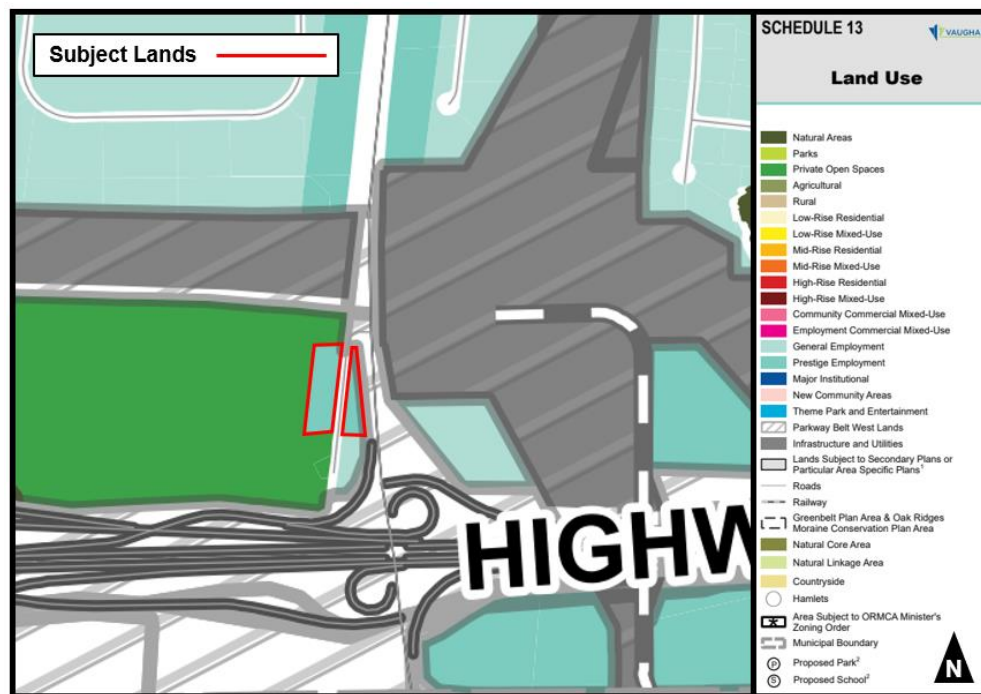 Subject Lands
HIGHW
SCHEDULE 13
VAUGHA
Land Use
Natural Areas
Parks
Private Open Spaces
Agricultural
Rural
Low-Rise Residential
Low-Rise Mixed-Use
Mid-Rise Residential
Mid-Rise Mixed-Use
High-Rise Residential
High-Rise Mixed-Use
Community Commercial Mixed-Use
Employment Commercial Mixed-Use
General Employment
Prestige Employment
Major Institutional
New Community Areas
Theme Park and Entertainment
Parkway Belt West Lands
Infrastructure and Utilities
Lands Subject to Secondary Plans or
Particular Area Specific Plans¹
Roads
Railway
Greenbelt Plan Area & Oak Ridges
Moraine Conservation Plan Area
Natural Core Area
Natural Linkage Area
Countryside
Hamlets
Area Subject to ORMCA Minister's
Zoning Order
Municipal Boundary
P Proposed Park²
S Proposed School²
N